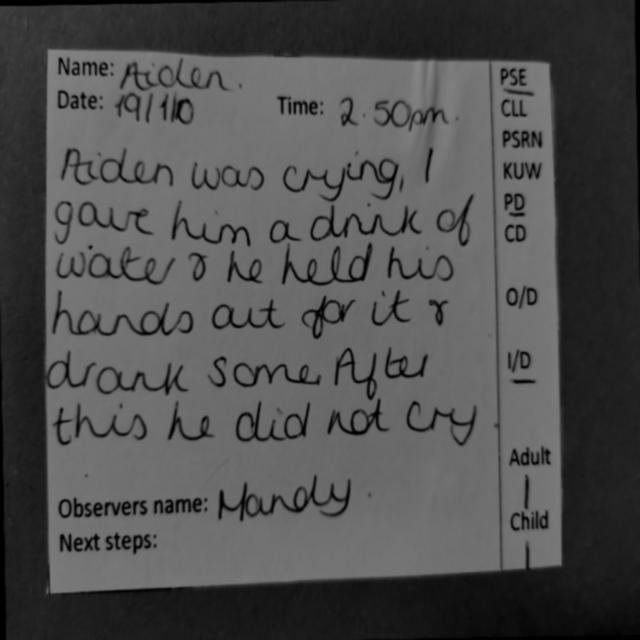 Name: Aiden.
Date: 19/1/10 Time: 2.50pm.
Aiden was crying, I
gave him a drink of
water & he held his
hands out for it &
drank some. After
this he did not cry.
Observers name: Mandy.
Next steps:
PSE
CLL
PSRN
KUW
PD
CD
O/D
I/D
Adult
|
Child
|